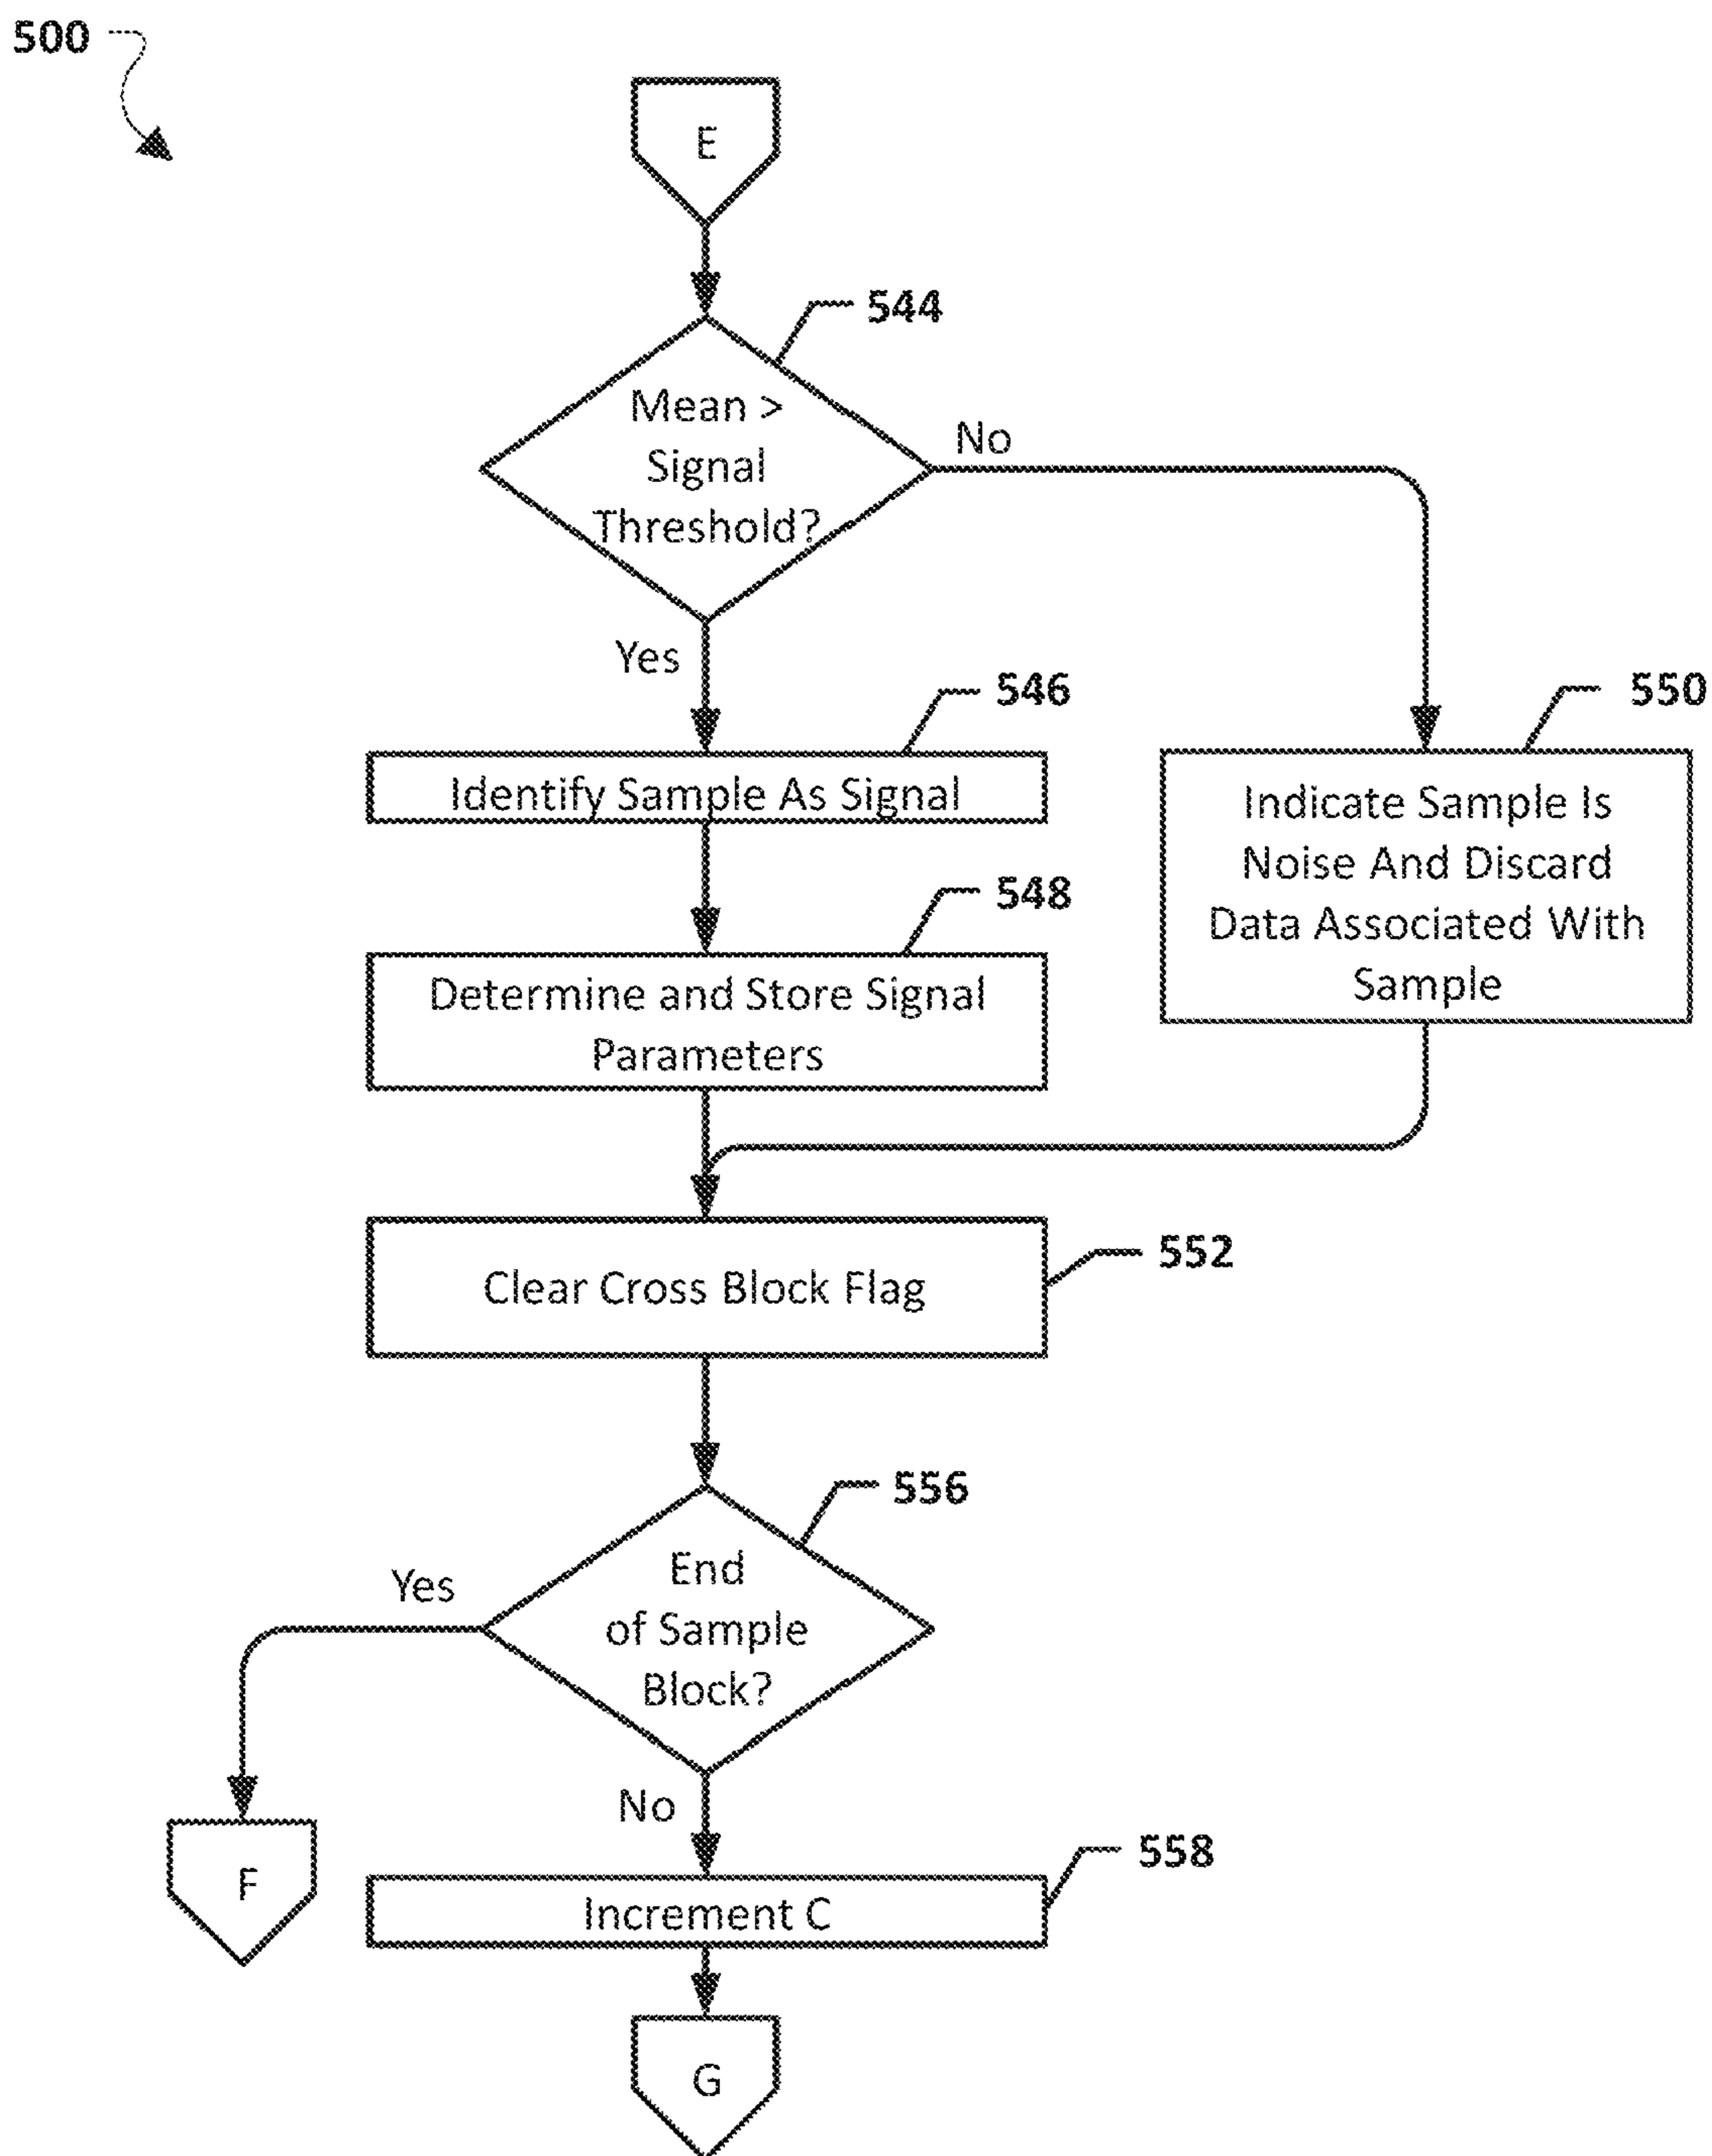 500
E
544
Mean >
Signal
Threshold?
No
Yes
546
550
Identify Sample As Signal
Indicate Sample Is
Noise And Discard
Data Associated With
Sample
548
Determine and Store Signal
Parameters
552
Clear Cross Block Flag
556
End
of Sample
Block?
Yes
No
F
558
Increment C
G